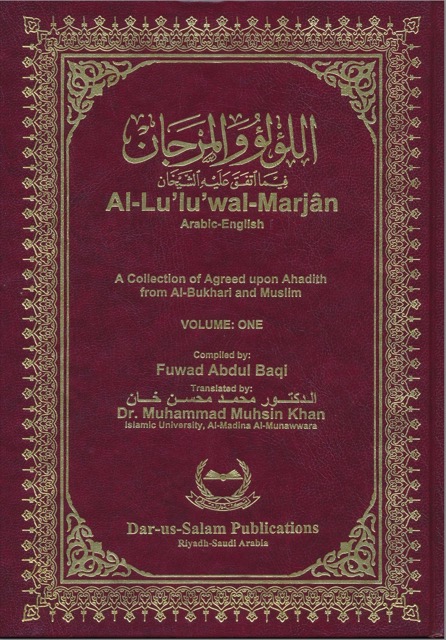 اللؤلؤ والمرجان
فيما اتفق عليه الشيخان
Al-Lu’lu’wal-Marjân
Arabic-English
A Collection of Agreed upon Ahadith
from Al-Bukhari and Muslim
VOLUME: ONE
Compiled by:
Fuwad Abdul Baqi
Translated by:
الدكتور محمد محسن خان
Dr. Muhammad Muhsin Khan
Islamic University, Al-Madina Al-Munawwara
Dar-us-Salam Publications
Riyadh-Saudi Arabia